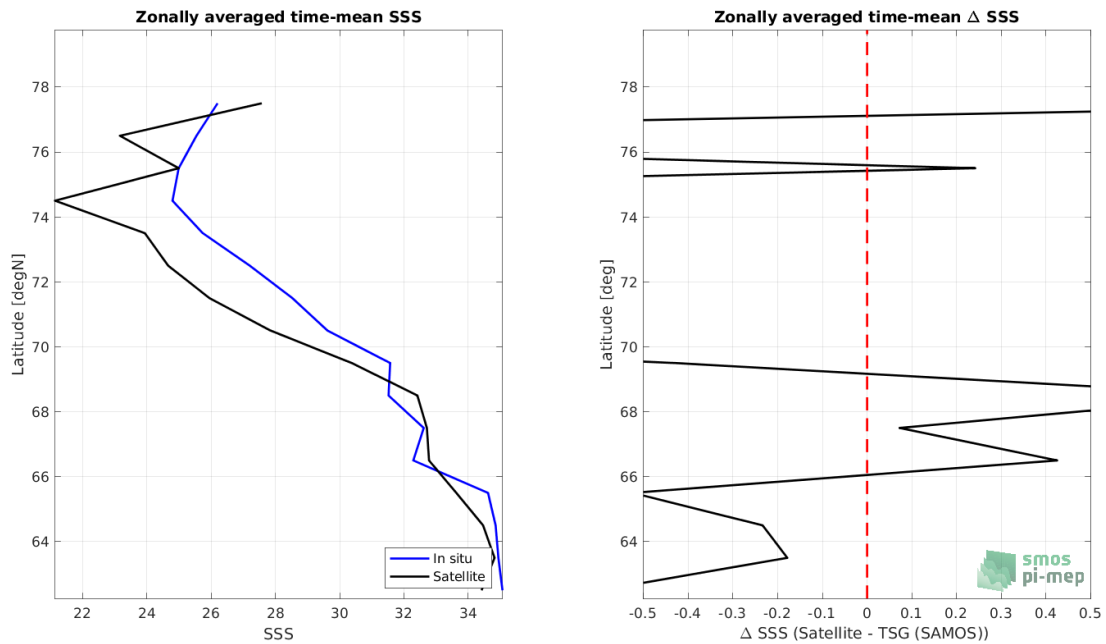 Zonally averaged time-mean SSS
78
76
74
72
70
68
66
64
Latitude [degN]
22 24 26 28 30 32 34
SSS
In situ
Satellite
Zonally averaged time-mean Δ SSS
78
76
74
72
70
68
66
64
Latitude [deg]
-0.5 -0.4 -0.3 -0.2 -0.1 0 0.1 0.2 0.3 0.4 0.5
Δ SSS (Satellite - TSG (SAMOS))
smos
pi-mep